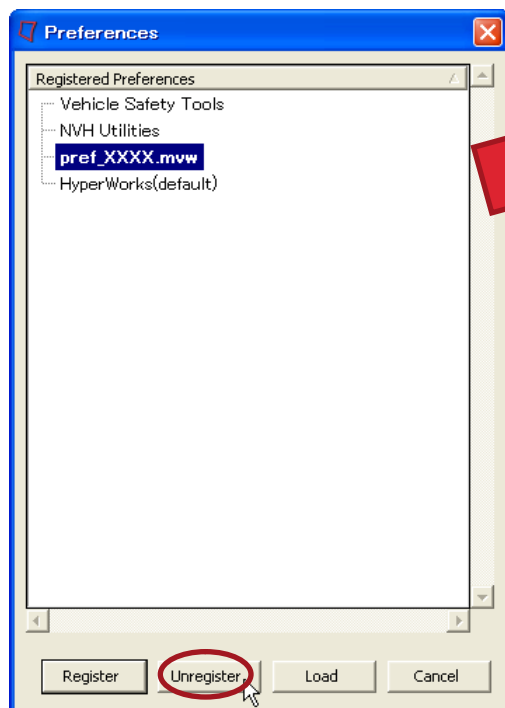 Preferences
Registered Preferences
Vehicle Safety Tools
NVH Utilities
pref_XXXX.mvw
HyperWorks(default)
Register Unregister Load Cancel